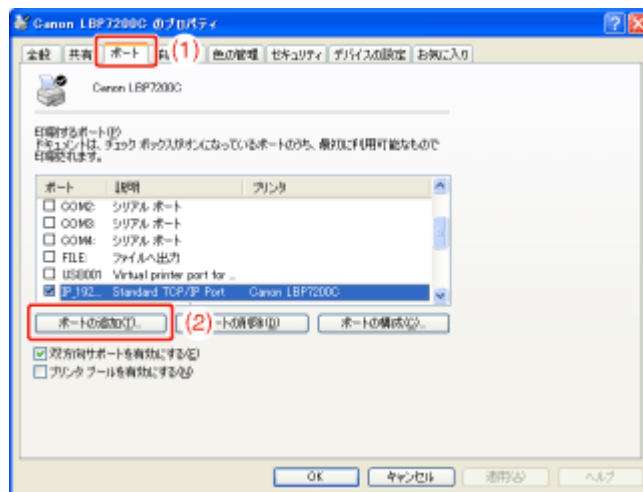 Canon LBP7200C のプロパティ
全般 共有 ポート (1) 色の管理 セキュリティ デバイスの設定 お気に入り
Canon LBP7200C
印刷するポート(P)
ドキュメントは、チェック ボックスがオンになっているポートのうち、最初に利用可能なもので
印刷されます。
ポート 説明 プリンタ
COM2: シリアル ポート
COM3: シリアル ポート
COM4: シリアル ポート
FILE: ファイルへ出力
USB001 Virtual printer port for ...
IP_192... Standard TCP/IP Port Canon LBP7200C
ポートの追加(T)... (2) ートの削除(D) ポートの構成(C)...
双方向サポートを有効にする(E)
プリンタ プールを有効にする(N)
OK キャンセル 適用(A) ヘルプ